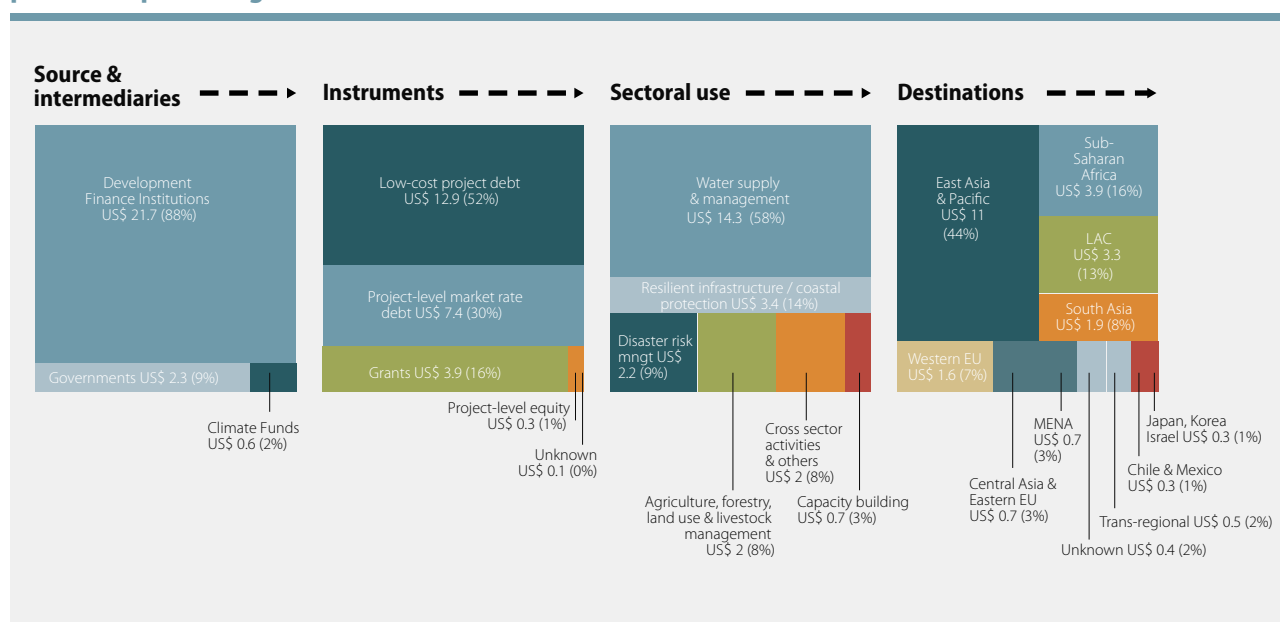 Source &
intermediaries
Instruments
Sectoral use
Destinations
Development
Finance Institutions
US$ 21.7 (88%)
Governments US$ 2.3 (9%)
Climate Funds
US$ 0.6 (2%)
Low-cost project debt
US$ 12.9 (52%)
Project-level market rate
debt US$ 7.4 (30%)
Grants US$ 3.9 (16%)
Project-level equity
US$ 0.3 (1%)
Unknown
US$ 0.1 (0%)
Water supply
& management
US$ 14.3 (58%)
Resilient infrastructure / coastal
protection US$ 3.4 (14%)
Disaster risk
mngt US$
2.2 (9%)
Cross sector
activities
& others
US$ 2 (8%)
Agriculture, forestry,
land use & livestock
management
US$ 2 (8%)
Capacity building
US$ 0.7 (3%)
East Asia
& Pacific
US$ 11
(44%)
Sub-
Saharan
Africa
US$ 3.9 (16%)
LAC
US$ 3.3
(13%)
South Asia
US$ 1.9 (8%)
Western EU
US$ 1.6 (7%)
MENA
US$ 0.7
(3%)
Japan, Korea
Israel US$ 0.3 (1%)
Central Asia &
Eastern EU
US$ 0.7 (3%)
Chile & Mexico
US$ 0.3 (1%)
Trans-regional US$ 0.5 (2%)
Unknown US$ 0.4 (2%)